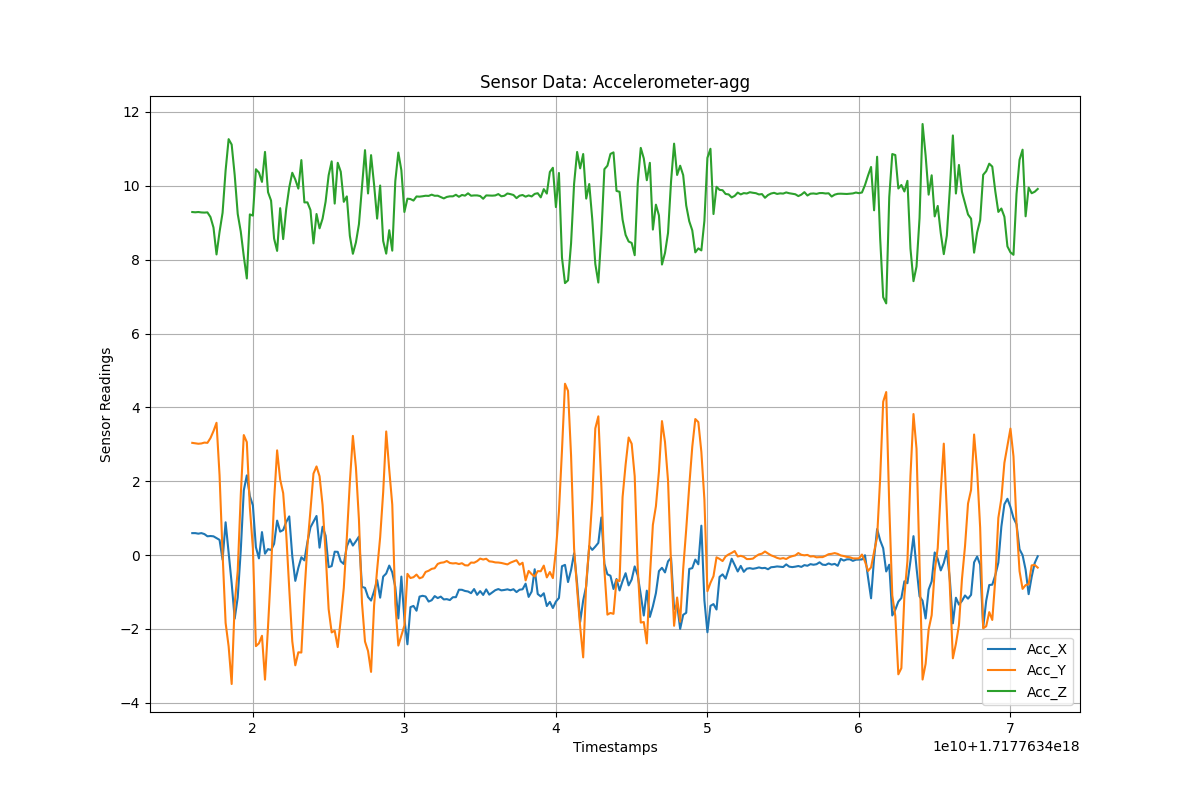 Sensor Data: Accelerometer-agg
12
10
8
6
4
2
0
−2
−4
Sensor Readings
2 3 4 5 6 7
Timestamps
1e10+1.7177634e18
Acc_X
Acc_Y
Acc_Z